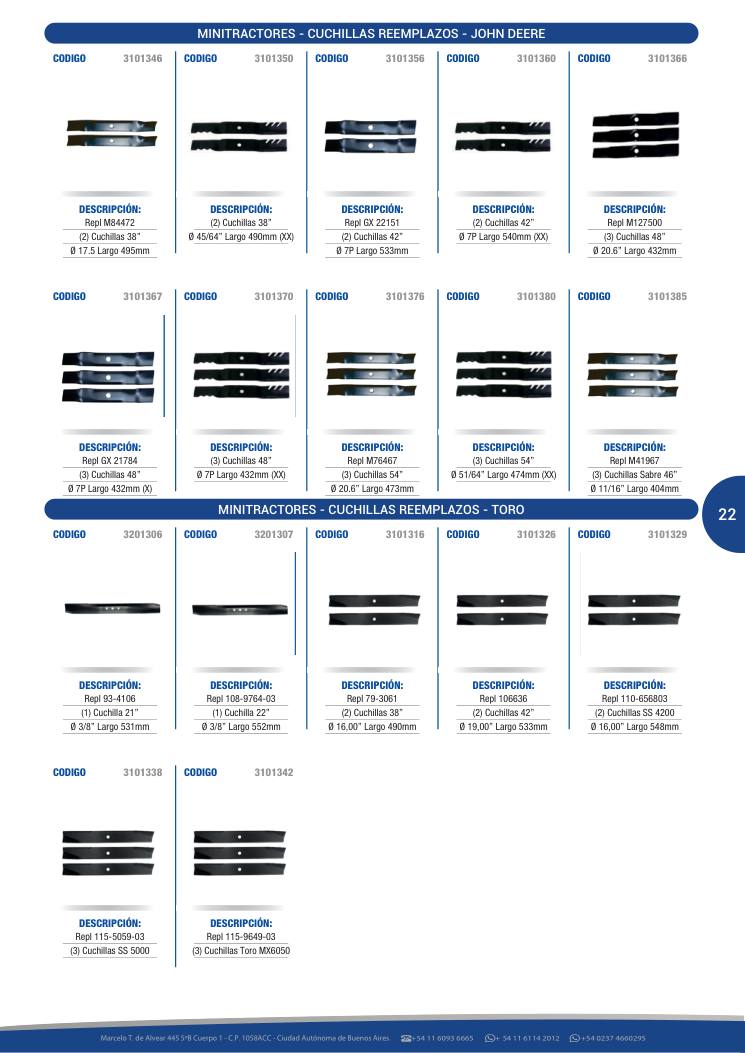 MINITRACTORES - CUCHILLAS REEMPLAZOS - JOHN DEERE
CODIGO 3101346
DESCRIPCIÓN:
Repl M84472
(2) Cuchillas 38"
Ø 17.5 Largo 495mm
CODIGO 3101350
DESCRIPCIÓN:
(2) Cuchillas 38"
Ø 45/64" Largo 490mm (XX)
CODIGO 3101356
DESCRIPCIÓN:
Repl GX 22151
(2) Cuchillas 42"
Ø 7P Largo 533mm
CODIGO 3101360
DESCRIPCIÓN:
(2) Cuchillas 42"
Ø 7P Largo 540mm (XX)
CODIGO 3101366
DESCRIPCIÓN:
Repl M127500
(3) Cuchillas 48"
Ø 20.6" Largo 432mm
CODIGO 3101367
DESCRIPCIÓN:
Repl GX 21784
(3) Cuchillas 48"
Ø 7P Largo 432mm (X)
CODIGO 3101370
DESCRIPCIÓN:
(3) Cuchillas 48"
Ø 7P Largo 432mm (XX)
CODIGO 3101376
DESCRIPCIÓN:
Repl M76467
(3) Cuchillas 54"
Ø 20.6" Largo 473mm
CODIGO 3101380
DESCRIPCIÓN:
(3) Cuchillas 54"
Ø 51/64" Largo 474mm (XX)
CODIGO 3101385
DESCRIPCIÓN:
Repl M41967
(3) Cuchillas Sabre 46"
Ø 11/16" Largo 404mm
22
MINITRACTORES - CUCHILLAS REEMPLAZOS - TORO
CODIGO 3201306
DESCRIPCIÓN:
Repl 93-4106
(1) Cuchilla 21"
Ø 3/8" Largo 531mm
CODIGO 3201307
DESCRIPCIÓN:
Repl 108-9764-03
(1) Cuchilla 22"
Ø 3/8" Largo 552mm
CODIGO 3101316
DESCRIPCIÓN:
Repl 79-3061
(2) Cuchillas 38"
Ø 16,00" Largo 490mm
CODIGO 3101326
DESCRIPCIÓN:
Repl 106636
(2) Cuchillas 42"
Ø 19,00" Largo 533mm
CODIGO 3101329
DESCRIPCIÓN:
Repl 110-656803
(2) Cuchillas SS 4200
Ø 16,00" Largo 548mm
CODIGO 3101338
DESCRIPCIÓN:
Repl 115-5059-03
(3) Cuchillas SS 5000
CODIGO 3101342
DESCRIPCIÓN:
Repl 115-9649-03
(3) Cuchillas Toro MX6050
Marcelo T. de Alvear 445 5ºB Cuerpo 1 - C.P. 1058ACC - Ciudad Autónoma de Buenos Aires. +54 11 6093 6665 + 54 11 6114 2012 +54 0237 4660295